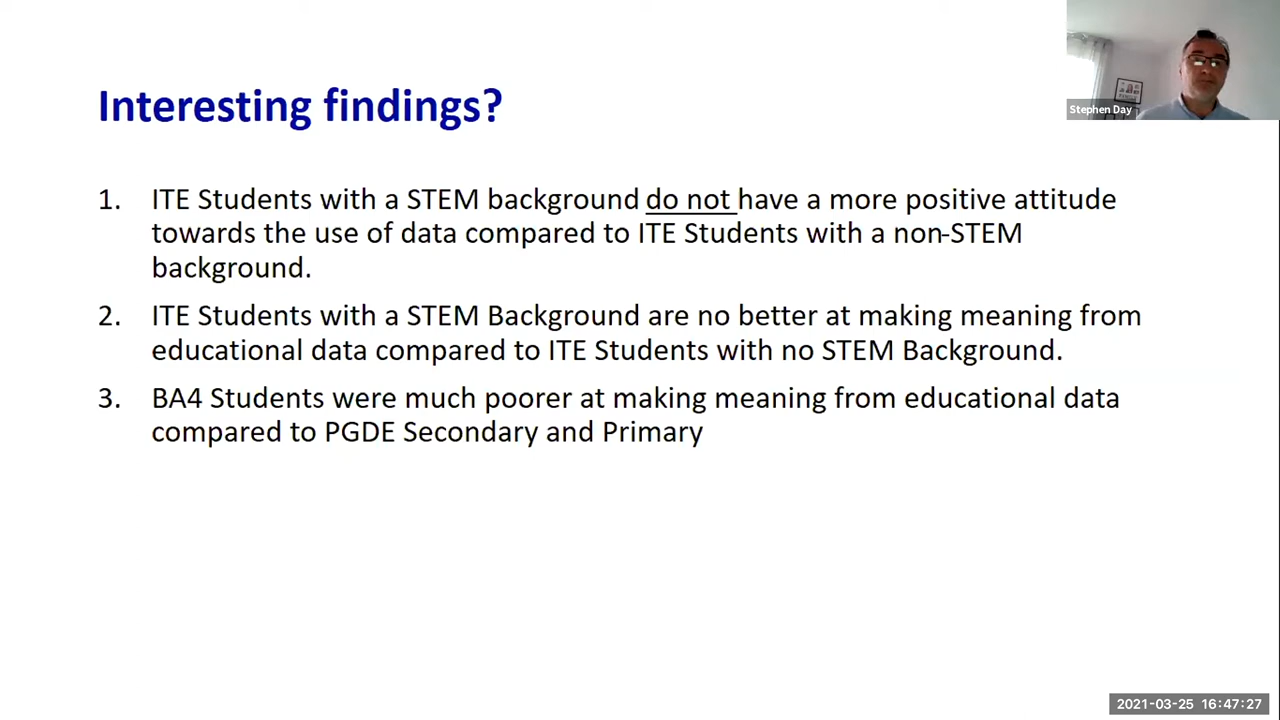 Interesting findings?
Stephen Day
1. ITE Students with a STEM background do not have a more positive attitude
towards the use of data compared to ITE Students with a non-STEM
background.
2. ITE Students with a STEM Background are no better at making meaning from
educational data compared to ITE Students with no STEM Background.
3. BA4 Students were much poorer at making meaning from educational data
compared to PGDE Secondary and Primary
2021-03-25 16:47:27